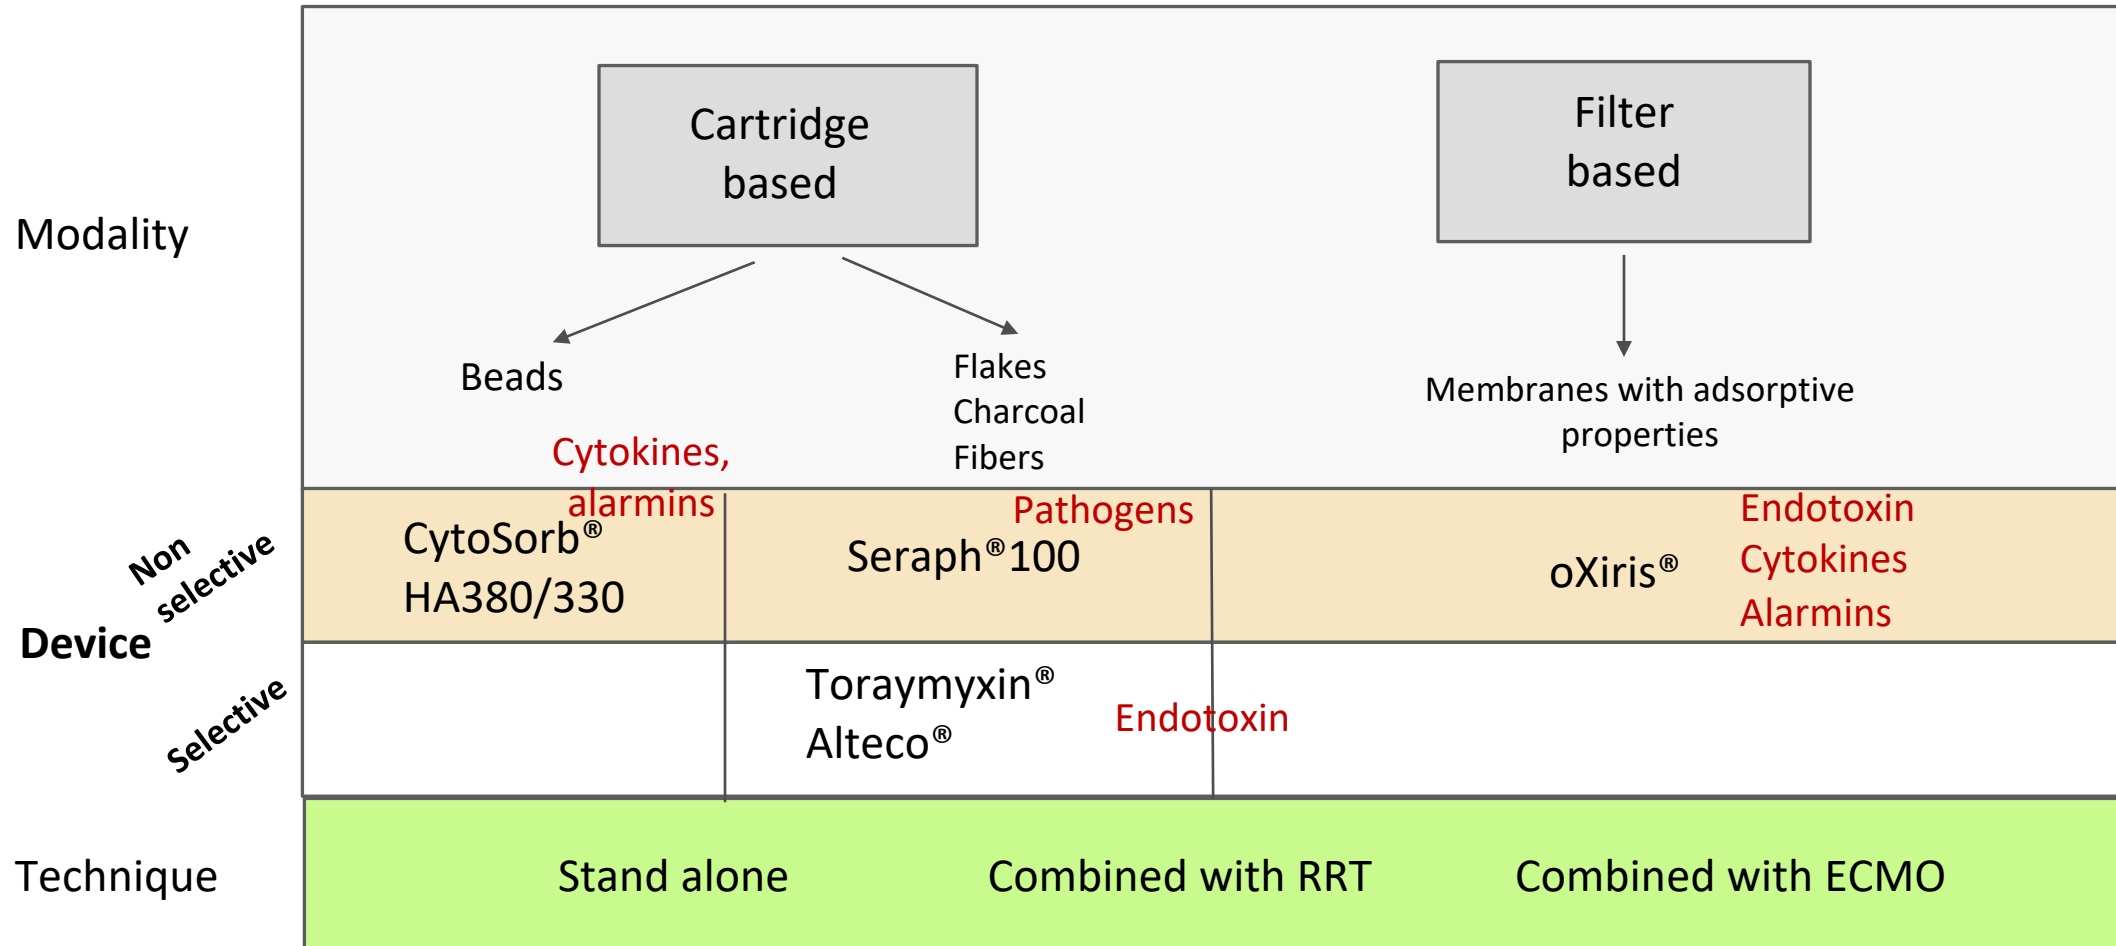 Modality
Cartridge
based
Filter
based
Beads
Flakes
Charcoal
Fibers
Membranes with adsorptive
properties
Cytokines,
alarmins
Pathogens
Endotoxin
Cytokines
Alarmins
Device
Non
selective
CytoSorb®
HA380/330
Seraph®100
oXiris®
Selective
Toraymyxin®
Alteco®
Endotoxin
Technique
Stand alone
Combined with RRT
Combined with ECMO